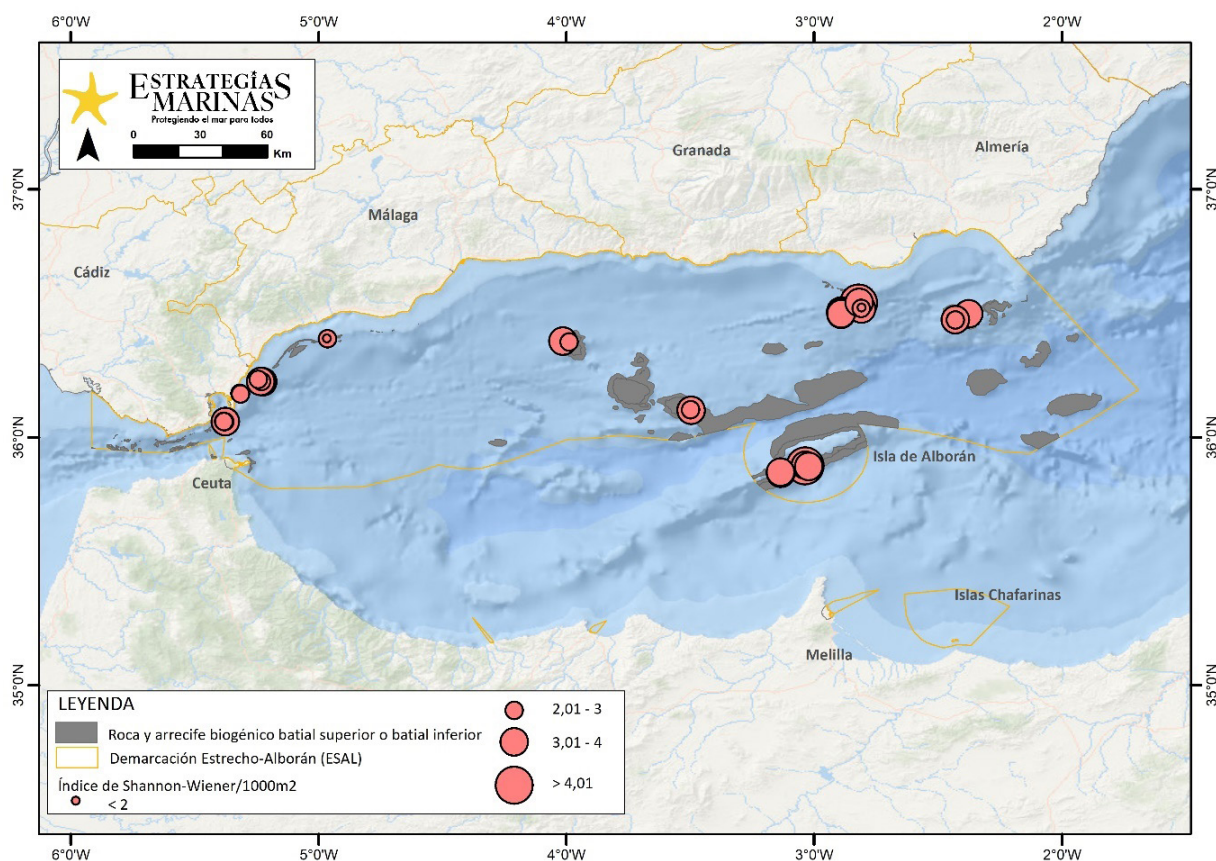 6°0'W 5°0'W 4°0'W 3°0'W 2°0'W
ESTRATEGIAS
MARINAS
Protegiendo el mar para todos
0 30 60
Km
Granada
Almería
37°0'N 37°0'N
Málaga
Cádiz
36°0'N 36°0'N
Isla de Alborán
Ceuta
Islas Chafarinas
Melilla
35°0'N 35°0'N
LEYENDA
Roca y arrecife biogénico batial superior o batial inferior
Demarcación Estrecho-Alborán (ESAL)
Índice de Shannon-Wiener/1000m2
< 2
2,01 - 3
3,01 - 4
> 4,01
6°0'W 5°0'W 4°0'W 3°0'W 2°0'W